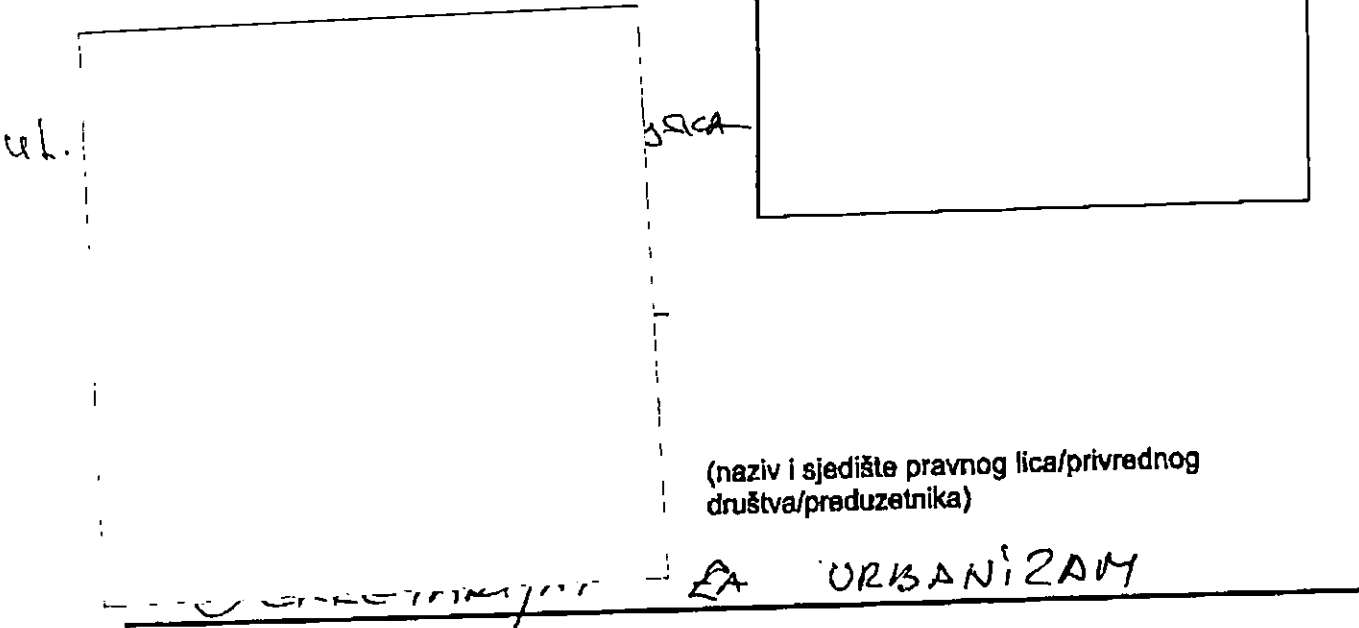 ul.
(naziv i sjedište pravnog lica/privrednog
društva/preduzetnika)
ZA URBANIZAM